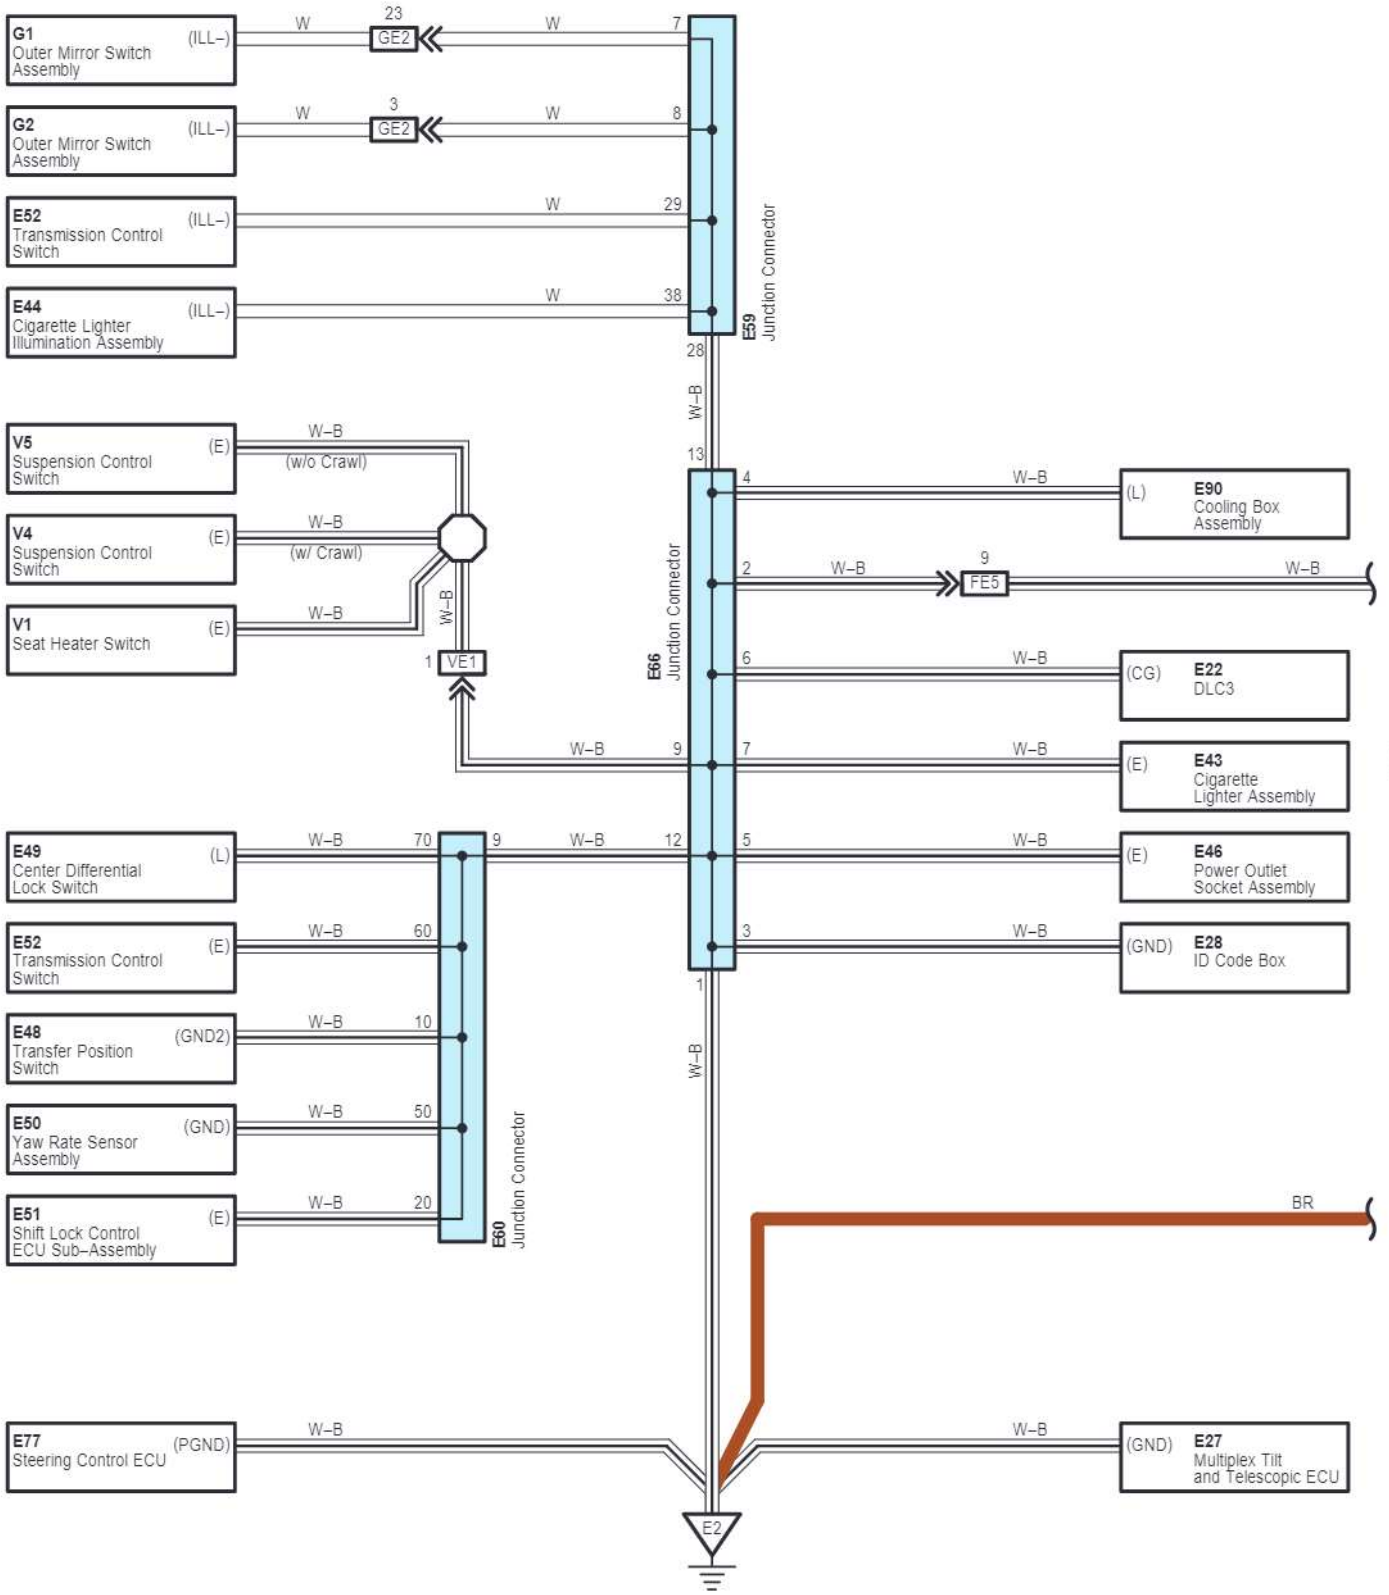 G1
Outer Mirror Switch
Assembly
(ILL–)
W
23
GE2
W
7
G2
Outer Mirror Switch
Assembly
(ILL–)
W
3
GE2
W
8
E52
Transmission Control
Switch
(ILL–)
W
29
E44
Cigarette Lighter
Illumination Assembly
(ILL–)
W
38
E59
Junction Connector
28
W–B
13
V5
Suspension Control
Switch
(E)
W–B
(w/o Crawl)
V4
Suspension Control
Switch
(E)
W–B
(w/ Crawl)
V1
Seat Heater Switch
(E)
W–B
W–B
1
VE1
W–B
9
E66
Junction Connector
4
W–B
(L)
E90
Cooling Box
Assembly
2
W–B
9
FE5
W–B
6
W–B
(CG)
E22
DLC3
7
W–B
(E)
E43
Cigarette
Lighter Assembly
E49
Center Differential
Lock Switch
(L)
W–B
70
9
W–B
12
5
W–B
(E)
E46
Power Outlet
Socket Assembly
E52
Transmission Control
Switch
(E)
W–B
60
3
W–B
(GND)
E28
ID Code Box
1
W–B
E48
Transfer Position
Switch
(GND2)
W–B
10
E50
Yaw Rate Sensor
Assembly
(GND)
W–B
50
E51
Shift Lock Control
ECU Sub–Assembly
(E)
W–B
20
E60
Junction Connector
BR
E77
Steering Control ECU
(PGND)
W–B
W–B
(GND)
E27
Multiplex Tilt
and Telescopic ECU
E2